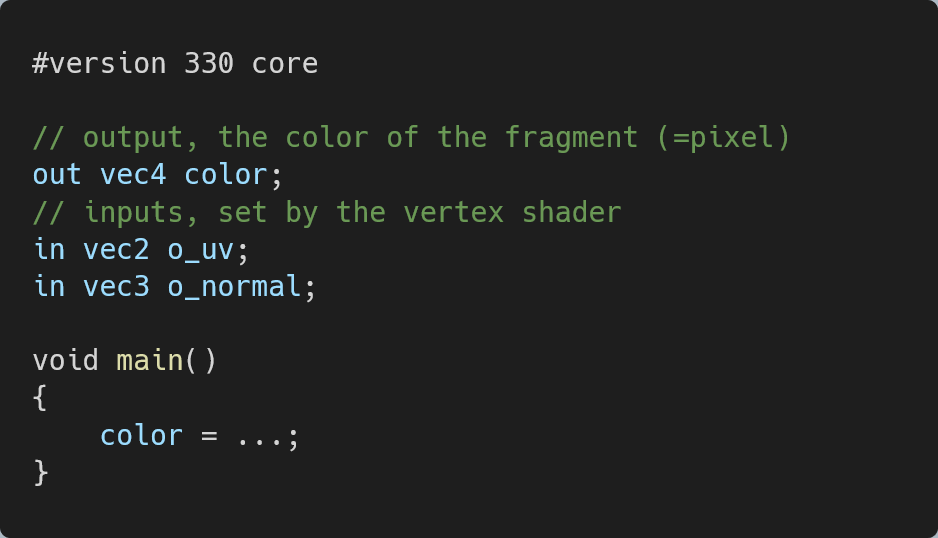 #version 330 core
// output, the color of the fragment (=pixel)
out vec4 color;
// inputs, set by the vertex shader
in vec2 o_uv;
in vec3 o_normal;
void main()
{
    color = ...;
}